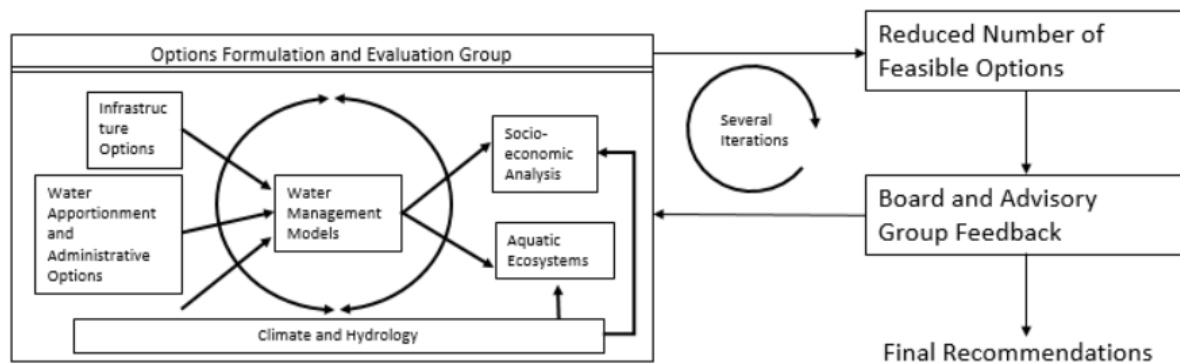 Options Formulation and Evaluation Group
Infrastruc
ture
Options
Water
Apportionment
and
Administrative
Options
Water
Management
Models
Socio-
economic
Analysis
Aquatic
Ecosystems
Climate and Hydrology
Several
Iterations
Reduced Number of
Feasible Options
Board and Advisory
Group Feedback
Final Recommendations